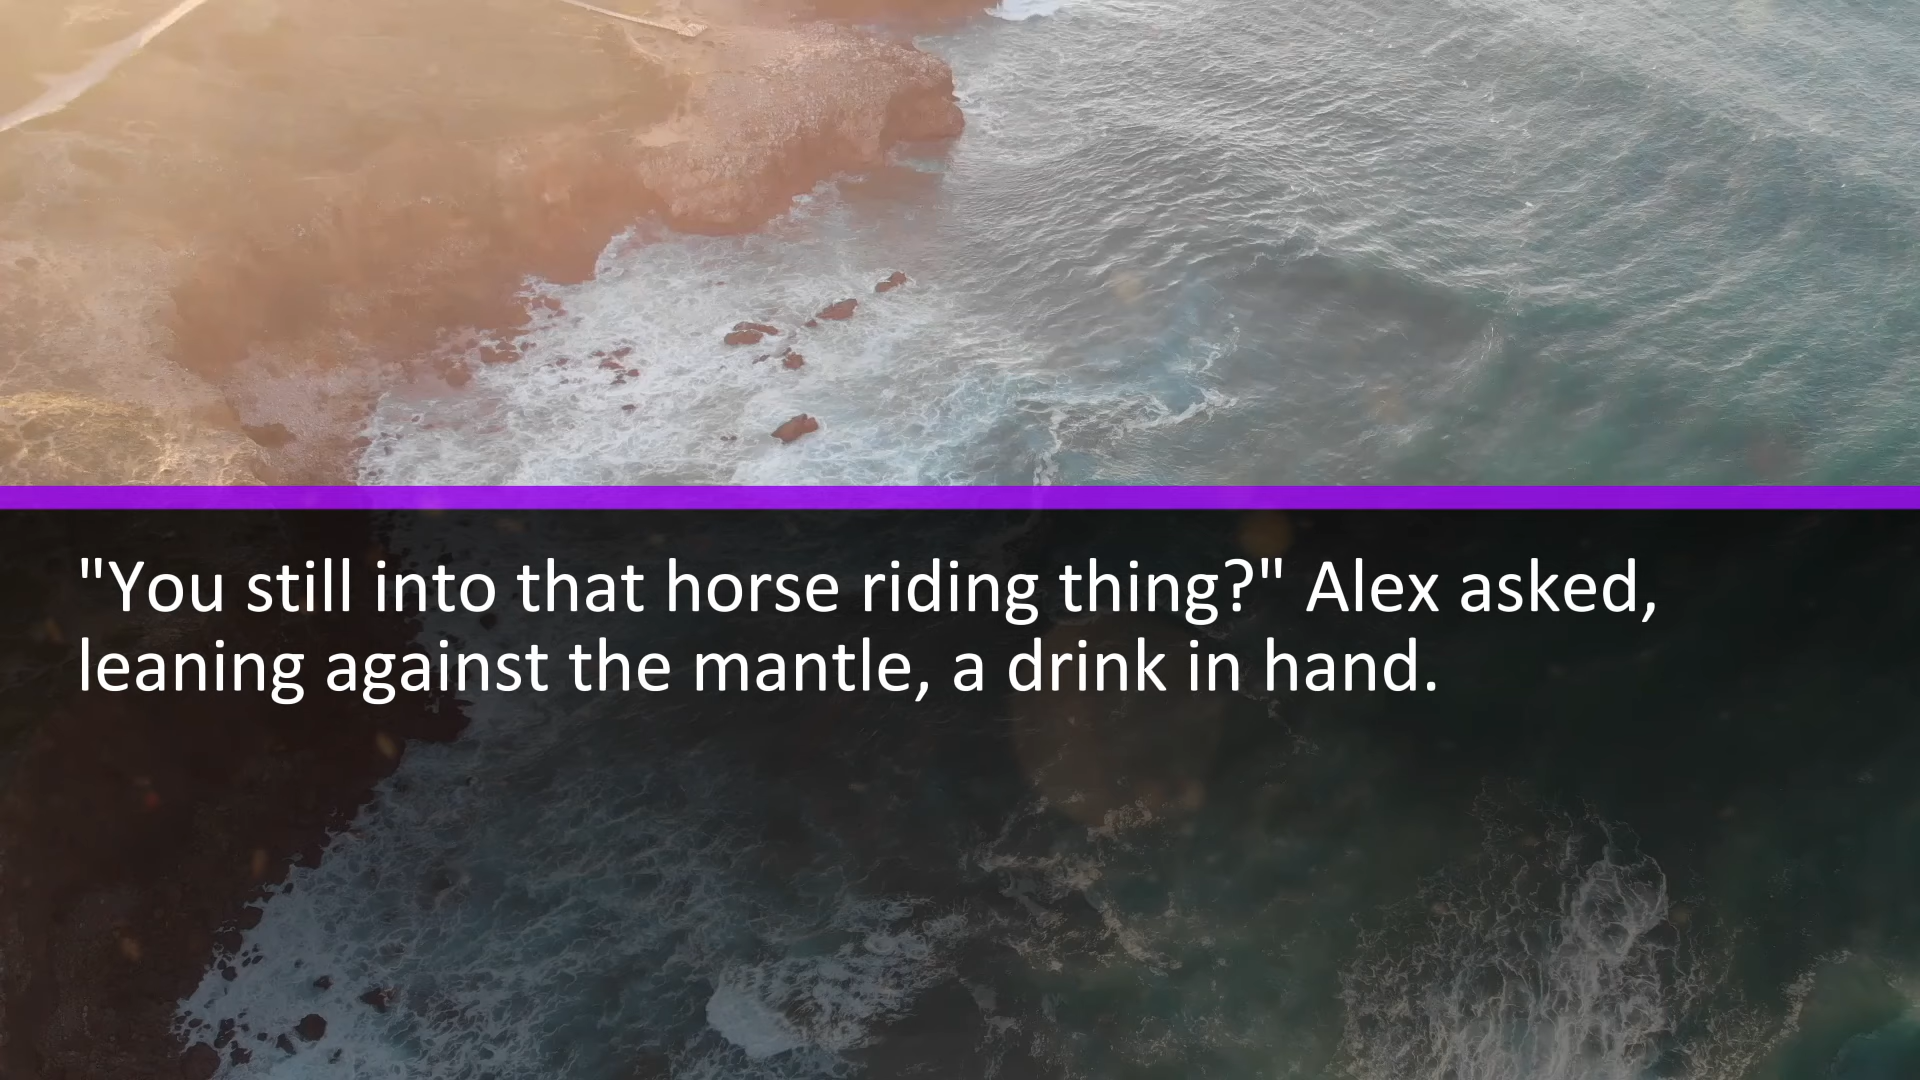 "You still into that horse riding thing?" Alex asked,
leaning against the mantle, a drink in hand.